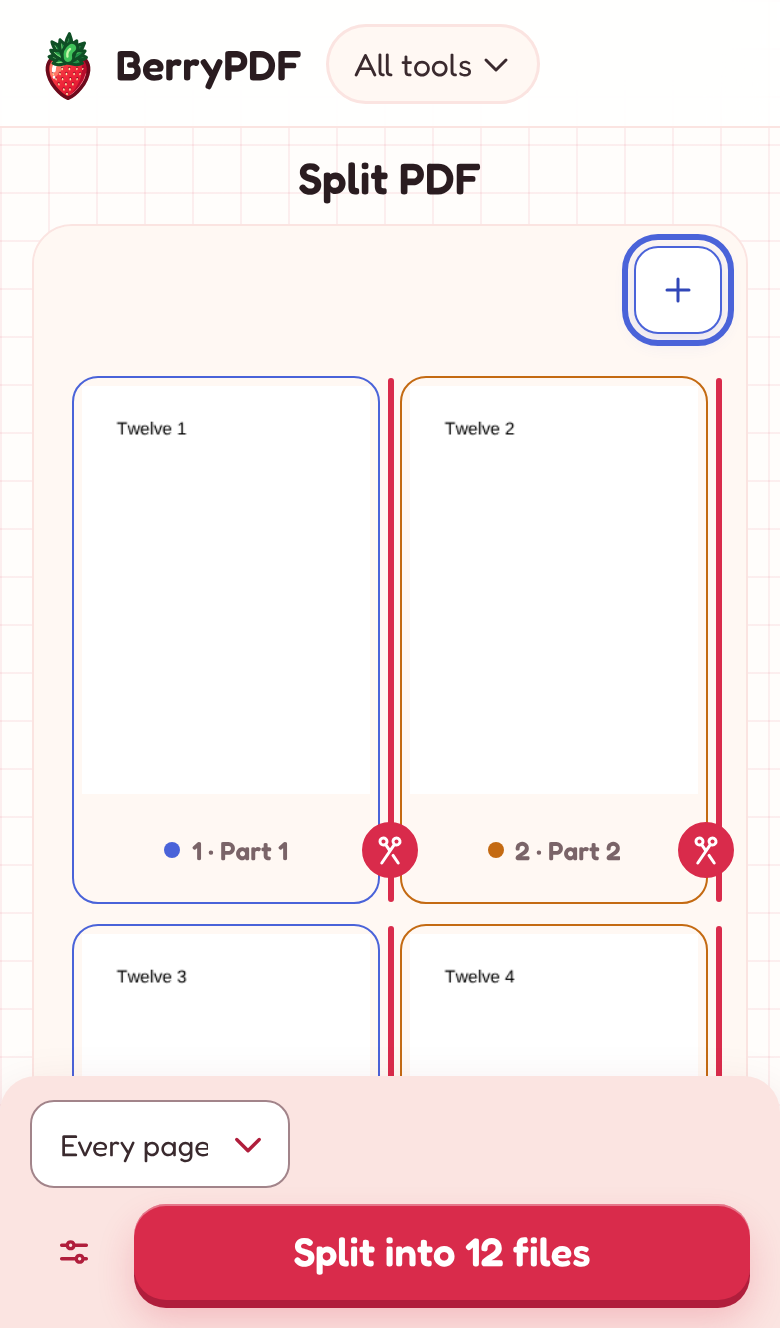 BerryPDF
All tools
Split PDF
Twelve 1
Twelve 2
1 · Part 1
2 · Part 2
Twelve 3
Twelve 4
Every page
Split into 12 files